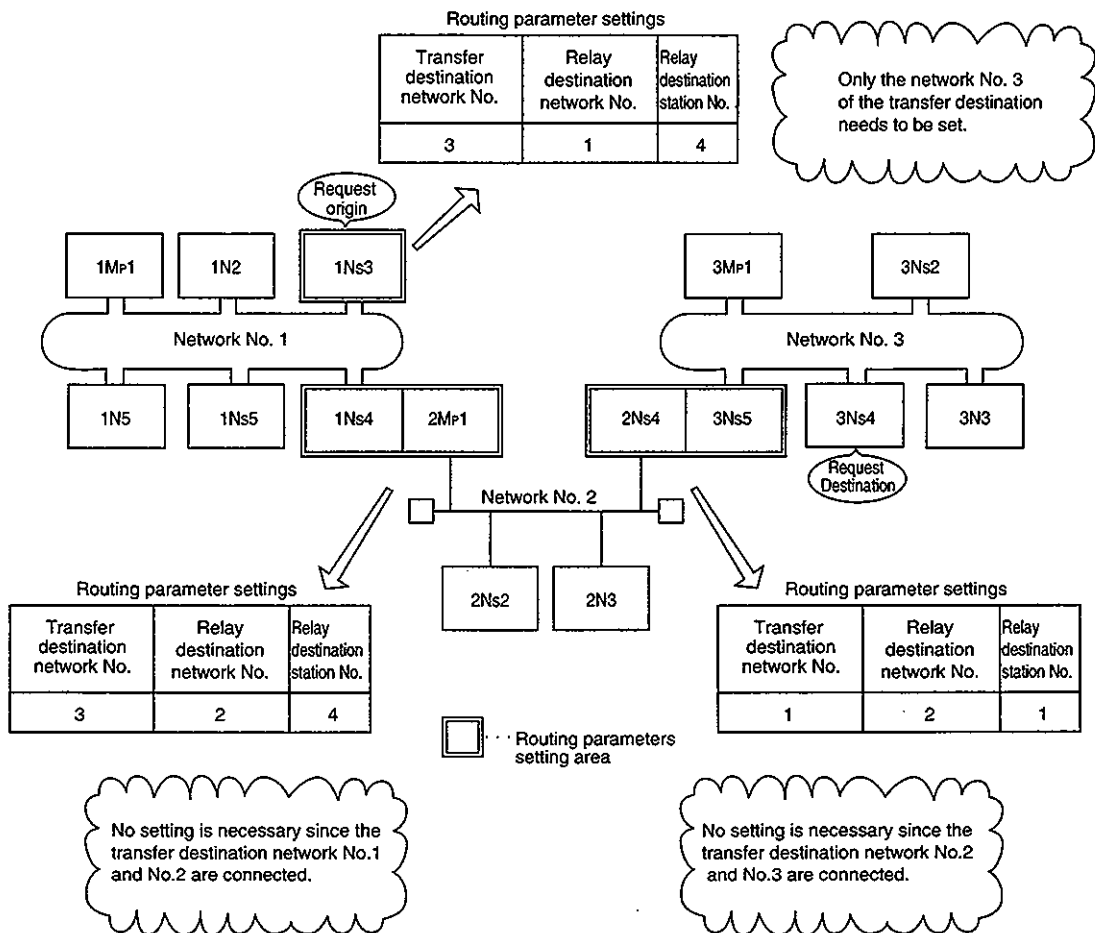 Routing parameter settings
Transfer destination network No.
Relay destination network No.
Relay destination station No.
3
1
4
Only the network No. 3
of the transfer destination
needs to be set.
Request
origin
1MP1
1N2
1Ns3
3MP1
3Ns2
Network No. 1
Network No. 3
1N5
1Ns5
1Ns4
2MP1
2Ns4
3Ns5
3Ns4
3N3
Request
Destination
Network No. 2
2Ns2
2N3
Routing parameter settings
Transfer destination network No.
Relay destination network No.
Relay destination station No.
3
2
4
Routing parameter settings
Transfer destination network No.
Relay destination network No.
Relay destination station No.
1
2
1
··· Routing parameters
setting area
No setting is necessary since the
transfer destination network No.1
and No.2 are connected.
No setting is necessary since the
transfer destination network No.2
and No.3 are connected.